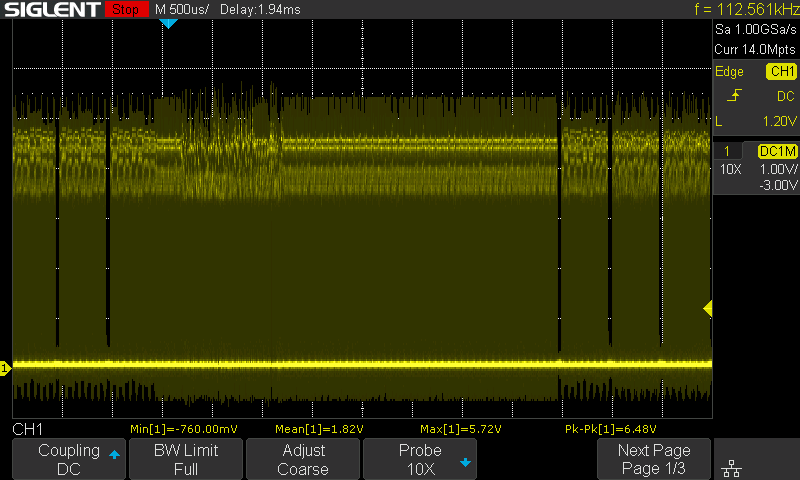 SIGLENT Stop M 500us/ Delay:1.94ms f = 112.561kHz
Sa 1.00GSa/s
Curr 14.0Mpts
Edge CH1
DC
L 1.20V
1 DC1M
10X 1.00V/
-3.00V
1
CH1 Min[1]=-760.00mV Mean[1]=1.82V Max[1]=5.72V Pk-Pk[1]=6.48V
Coupling BW Limit Adjust Probe Next Page
DC Full Coarse 10X Page 1/3